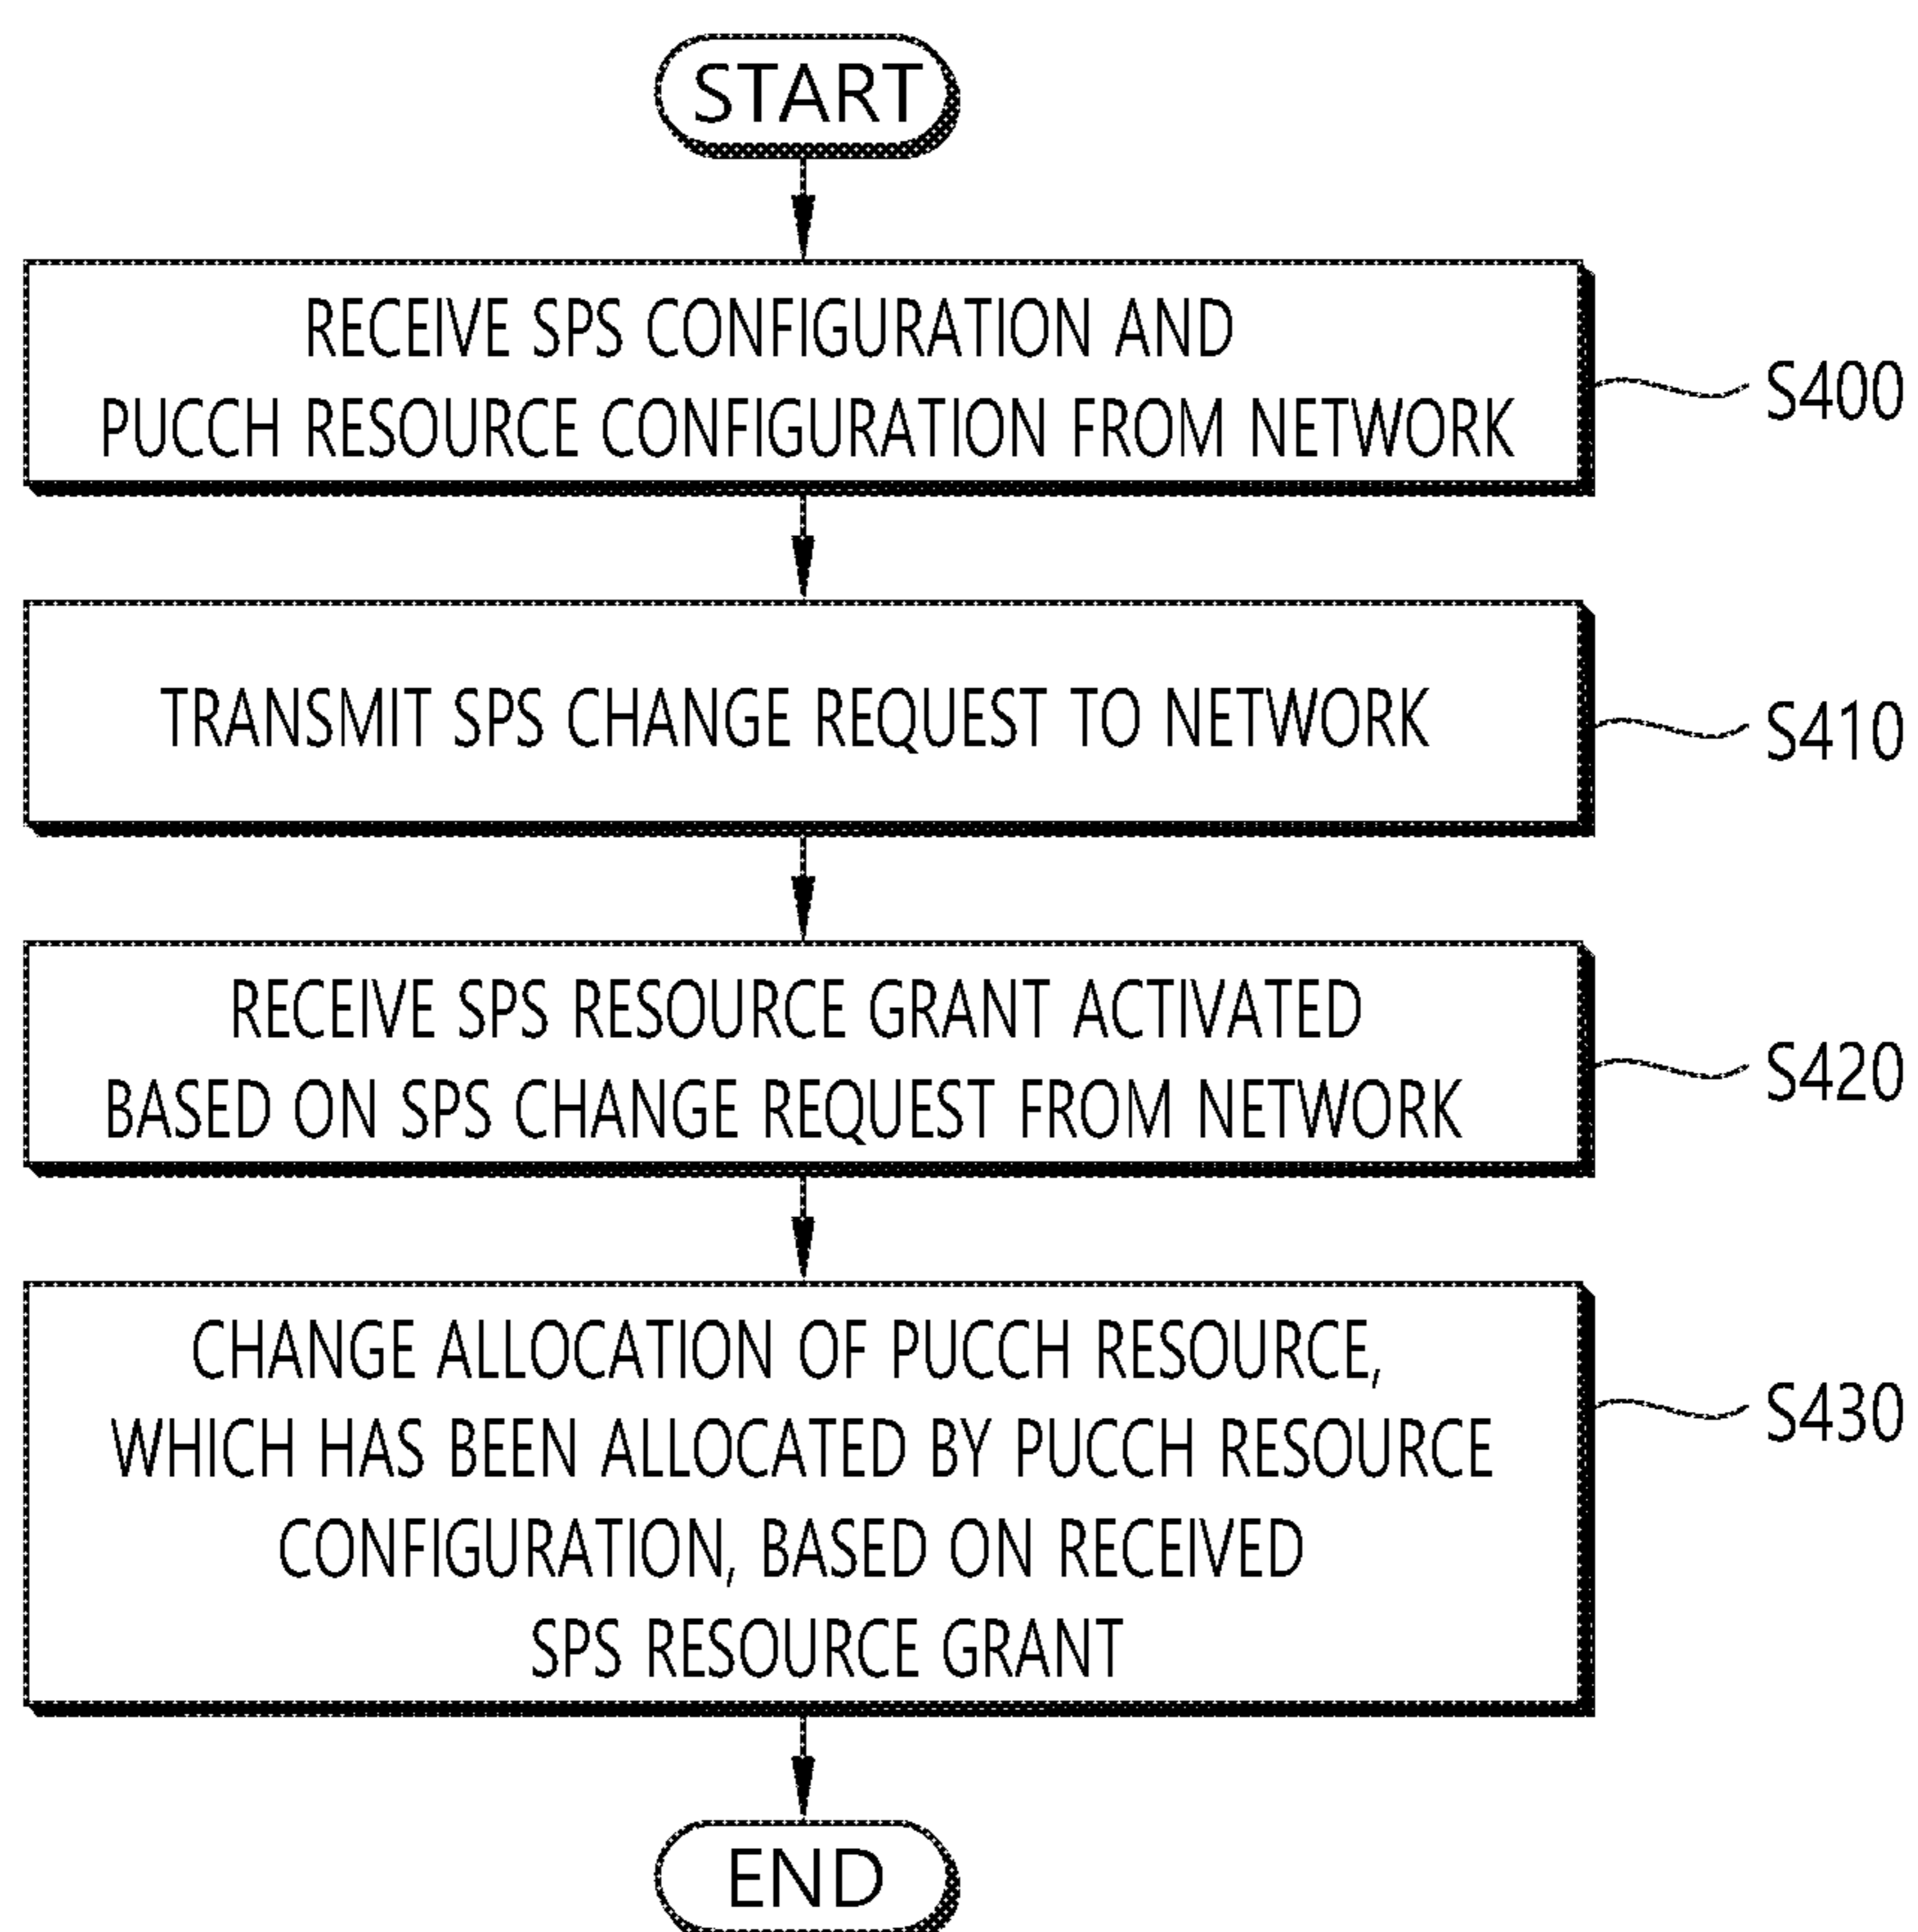 START
RECEIVE SPS CONFIGURATION AND
PUCCH RESOURCE CONFIGURATION FROM NETWORK
S400
TRANSMIT SPS CHANGE REQUEST TO NETWORK
S410
RECEIVE SPS RESOURCE GRANT ACTIVATED
BASED ON SPS CHANGE REQUEST FROM NETWORK
S420
CHANGE ALLOCATION OF PUCCH RESOURCE,
WHICH HAS BEEN ALLOCATED BY PUCCH RESOURCE
CONFIGURATION, BASED ON RECEIVED
SPS RESOURCE GRANT
S430
END